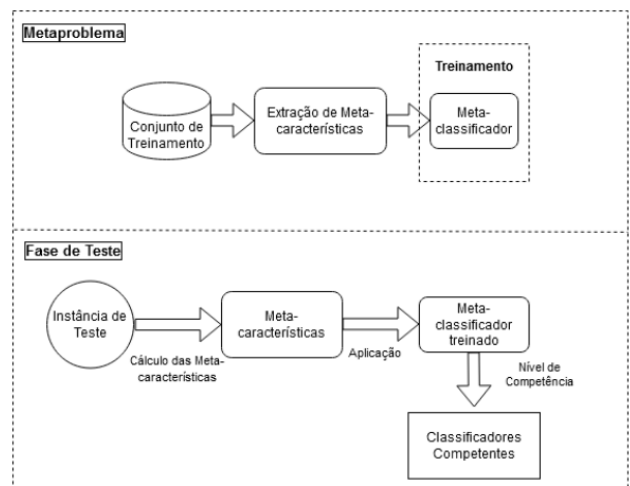 Metaproblema
Treinamento
Conjunto de
Treinamento
Extração de Meta-
características
Meta-
classificador
Fase de Teste
Instância de
Teste
Cálculo das Meta-
características
Meta-
características
Aplicação
Meta-
classificador
treinado
Nível de
Competência
Classificadores
Competentes